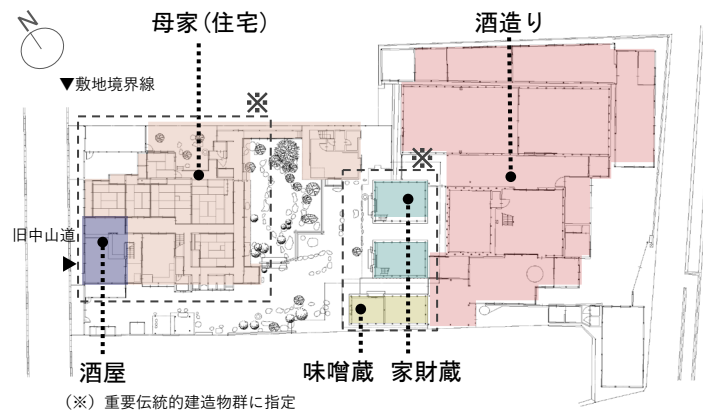 N
母家(住宅)
酒造り
▼敷地境界線
※
※
旧中山道
▶
酒屋
味噌蔵
家財蔵
(※) 重要伝統的建造物群に指定